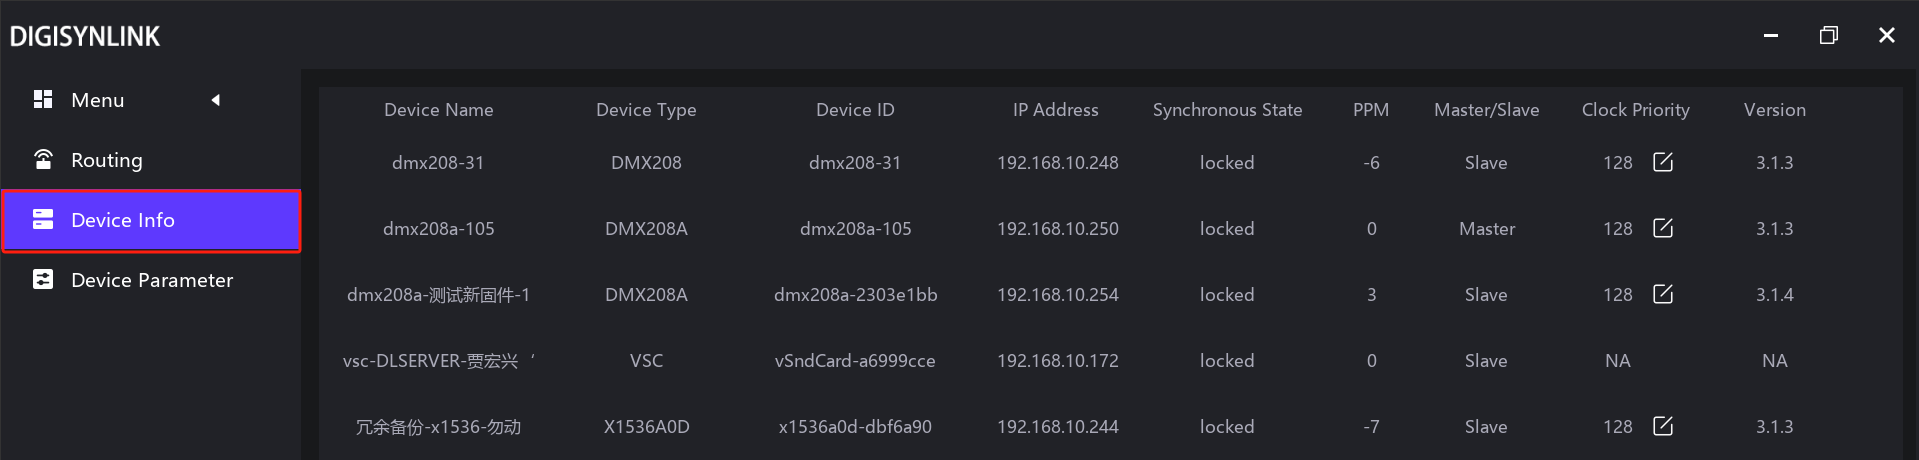 DIGISYNLINK
Menu
Routing
Device Info
Device Parameter
Device Name Device Type Device ID IP Address Synchronous State PPM Master/Slave Clock Priority Version
dmx208-31 DMX208 dmx208-31 192.168.10.248 locked -6 Slave 128 3.1.3
dmx208a-105 DMX208A dmx208a-105 192.168.10.250 locked 0 Master 128 3.1.3
dmx208a-测试新固件-1 DMX208A dmx208a-2303e1bb 192.168.10.254 locked 3 Slave 128 3.1.4
vsc-DLSERVER-贾宏兴‘ VSC vSndCard-a6999cce 192.168.10.172 locked 0 Slave NA NA
冗余备份-x1536-勿动 X1536A0D x1536a0d-dbf6a90 192.168.10.244 locked -7 Slave 128 3.1.3